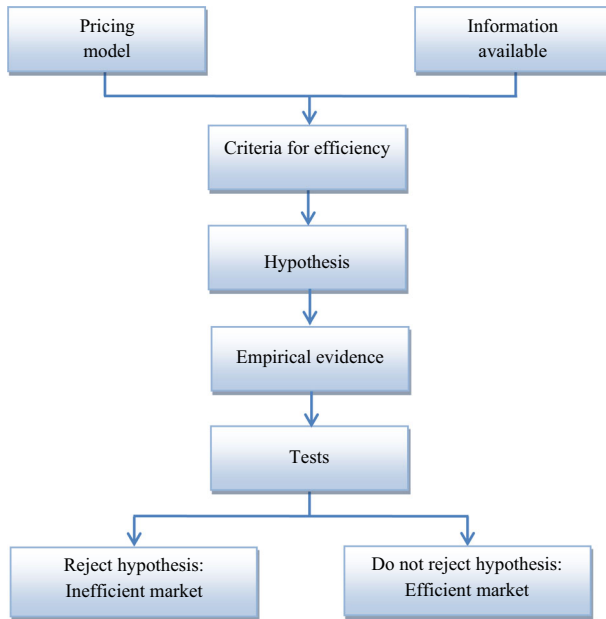 Pricing
model
Information
available
Criteria for efficiency
Hypothesis
Empirical evidence
Tests
Reject hypothesis:
Inefficient market
Do not reject hypothesis:
Efficient market